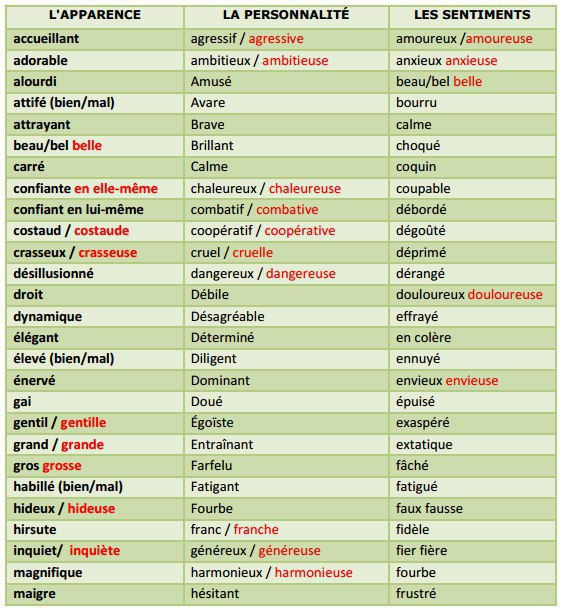 L'APPARENCE LA PERSONNALITÉ LES SENTIMENTS
accueillant agressif / agressive amoureux /amoureuse
adorable ambitieux / ambitieuse anxieux anxieuse
alourdi Amusé beau/bel belle
attifé (bien/mal) Avare bourru
attrayant Brave calme
beau/bel belle Brillant choqué
carré Calme coquin
confiante en elle-même chaleureux / chaleureuse coupable
confiant en lui-même combatif / combative débordé
costaud / costaude coopératif / coopérative dégoûté
crasseux / crasseuse cruel / cruelle déprimé
désillusionné dangereux / dangereuse dérangé
droit Débile douloureux douloureuse
dynamique Désagréable effrayé
élégant Déterminé en colère
élevé (bien/mal) Diligent ennuyé
énervé Dominant envieux envieuse
gai Doué épuisé
gentil / gentille Égoïste exaspéré
grand / grande Entraînant extatique
gros grosse Farfelu fâché
habillé (bien/mal) Fatigant fatigué
hideux / hideuse Fourbe faux fausse
hirsute franc / franche fidèle
inquiet/ inquiète généreux / généreuse fier fière
magnifique harmonieux / harmonieuse fourbe
maigre hésitant frustré